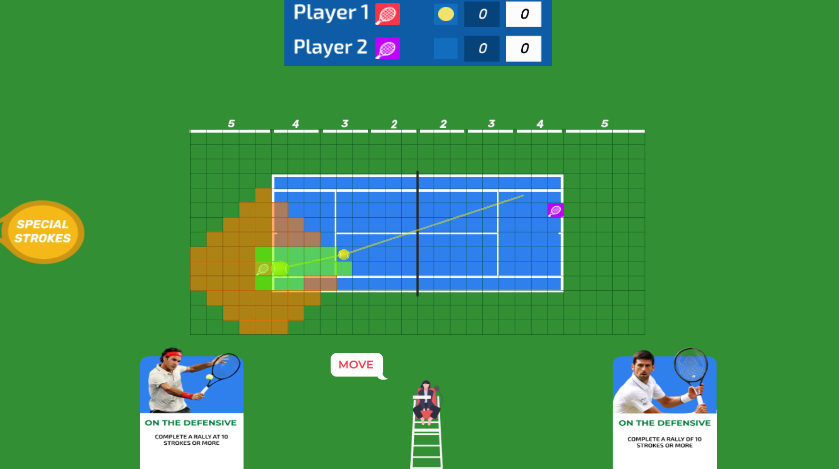 Player 1 0 0
Player 2 0 0
5 4 3 2 2 3 4 5
SPECIAL
STROKES
MOVE
ON THE DEFENSIVE
COMPLETE A RALLY AT 10
STROKES OR MORE
ON THE DEFENSIVE
COMPLETE A RALLY OF 10
STROKES OR MORE